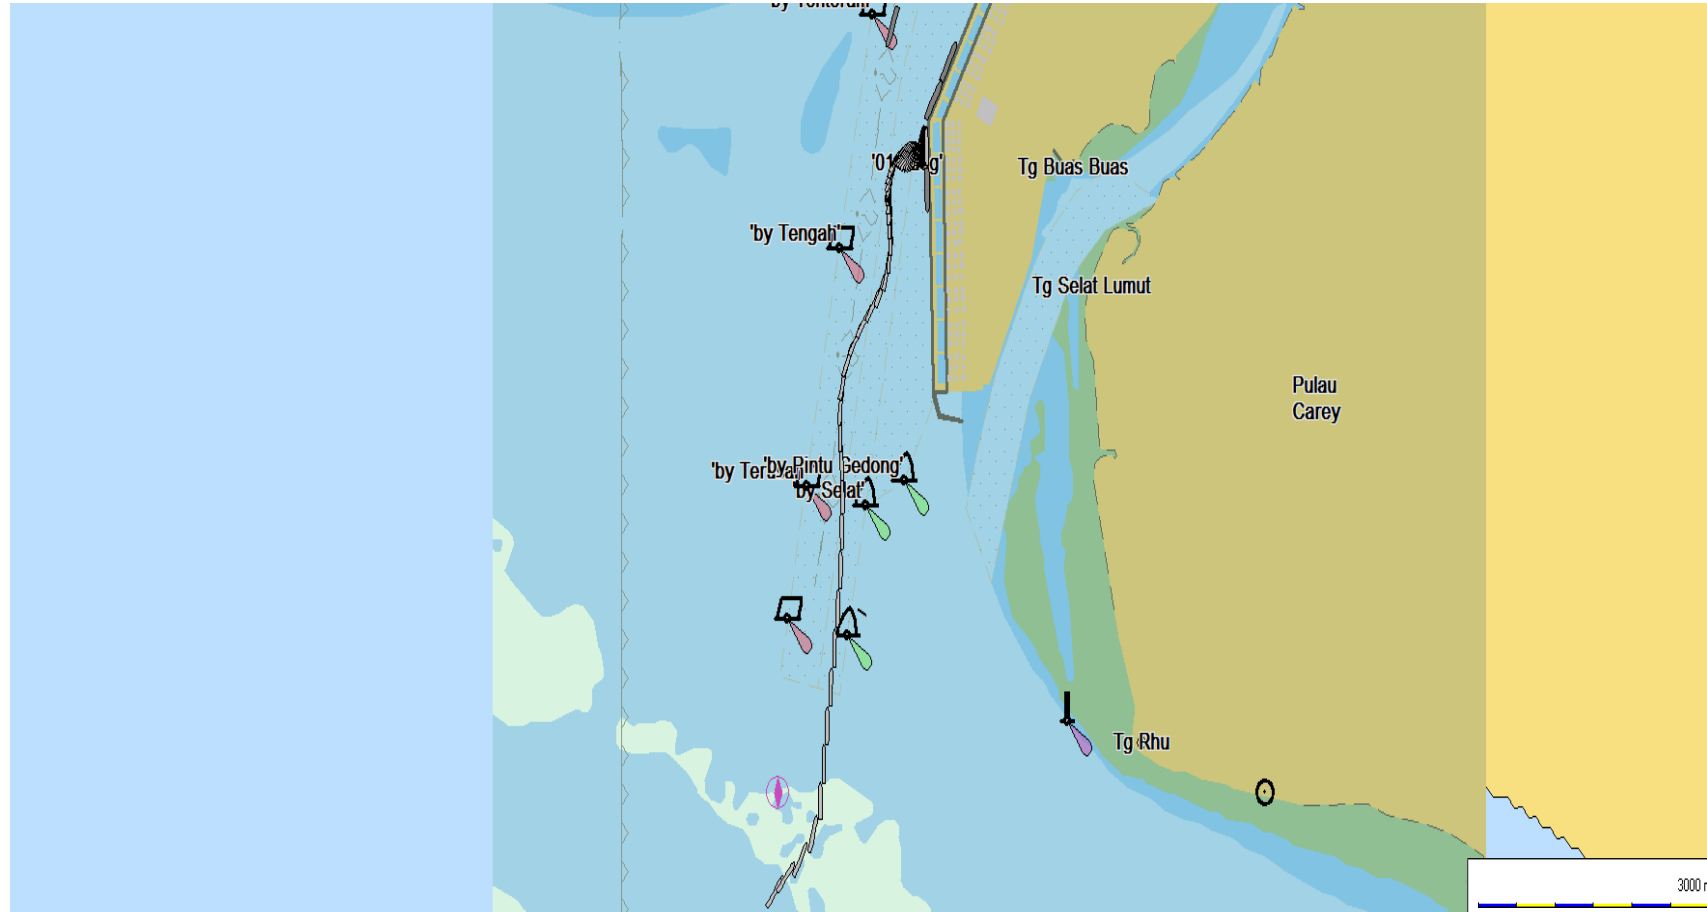 'by Tengah'
Tg Buas Buas
Tg Selat Lumut
Pulau
Carey
'by Pintu Gedong'
by Selat'
Tg Rhu
3000